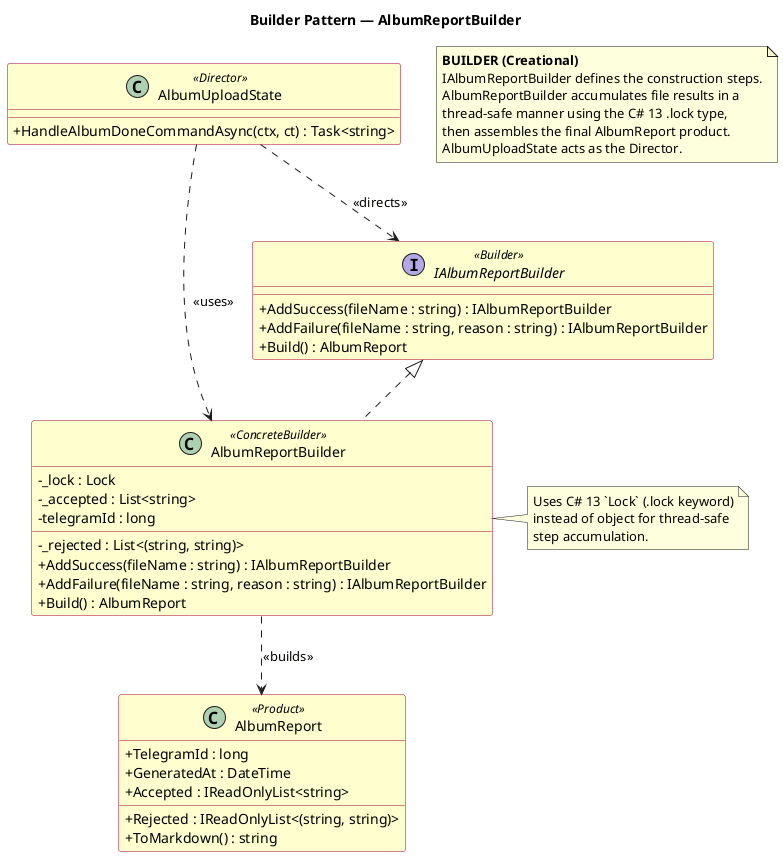 Builder Pattern — AlbumReportBuilder
C
«Director»
AlbumUploadState
+HandleAlbumDoneCommandAsync(ctx, ct) : Task<string>
BUILDER (Creational)
IAlbumReportBuilder defines the construction steps.
AlbumReportBuilder accumulates file results in a
thread-safe manner using the C# 13 .lock type,
then assembles the final AlbumReport product.
AlbumUploadState acts as the Director.
«directs»
«uses»
I
«Builder»
IAlbumReportBuilder
+AddSuccess(fileName : string) : IAlbumReportBuilder
+AddFailure(fileName : string, reason : string) : IAlbumReportBuilder
+Build() : AlbumReport
C
«ConcreteBuilder»
AlbumReportBuilder
-_lock : Lock
-_accepted : List<string>
-telegramId : long
-_rejected : List<(string, string)>
+AddSuccess(fileName : string) : IAlbumReportBuilder
+AddFailure(fileName : string, reason : string) : IAlbumReportBuilder
+Build() : AlbumReport
Uses C# 13 `Lock` (.lock keyword)
instead of object for thread-safe
step accumulation.
«builds»
C
«Product»
AlbumReport
+TelegramId : long
+GeneratedAt : DateTime
+Accepted : IReadOnlyList<string>
+Rejected : IReadOnlyList<(string, string)>
+ToMarkdown() : string